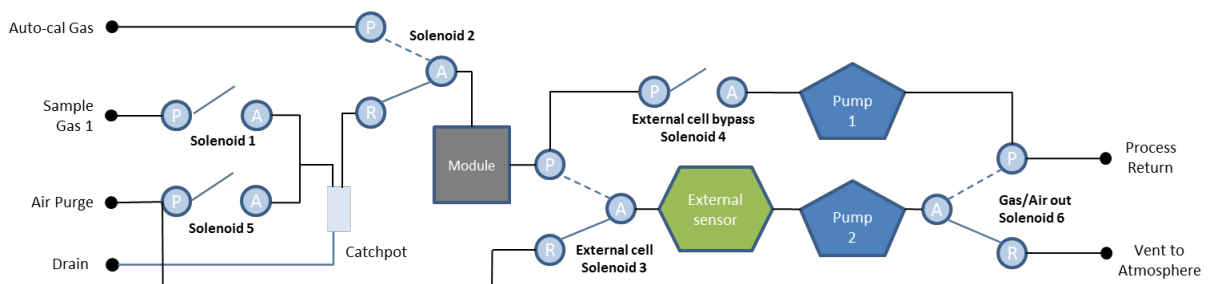 Auto-cal Gas
P
Solenoid 2
A
Sample
Gas 1
P
A
Solenoid 1
R
P
A
External cell bypass
Solenoid 4
Pump
1
Module
P
P
Process
Return
Air Purge
P
A
Solenoid 5
A
External
sensor
Pump
2
A
Gas/Air out
Solenoid 6
Drain
Catchpot
R
External cell
Solenoid 3
R
Vent to
Atmosphere